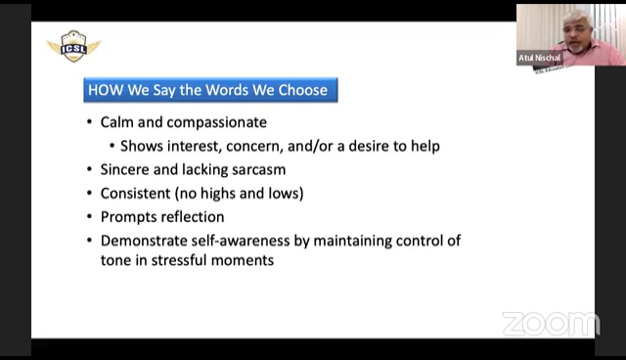 ICSL
Atul Nischal
HOW We Say the Words We Choose
• Calm and compassionate
• Shows interest, concern, and/or a desire to help
• Sincere and lacking sarcasm
• Consistent (no highs and lows)
• Prompts reflection
• Demonstrate self-awareness by maintaining control of
tone in stressful moments
zoom